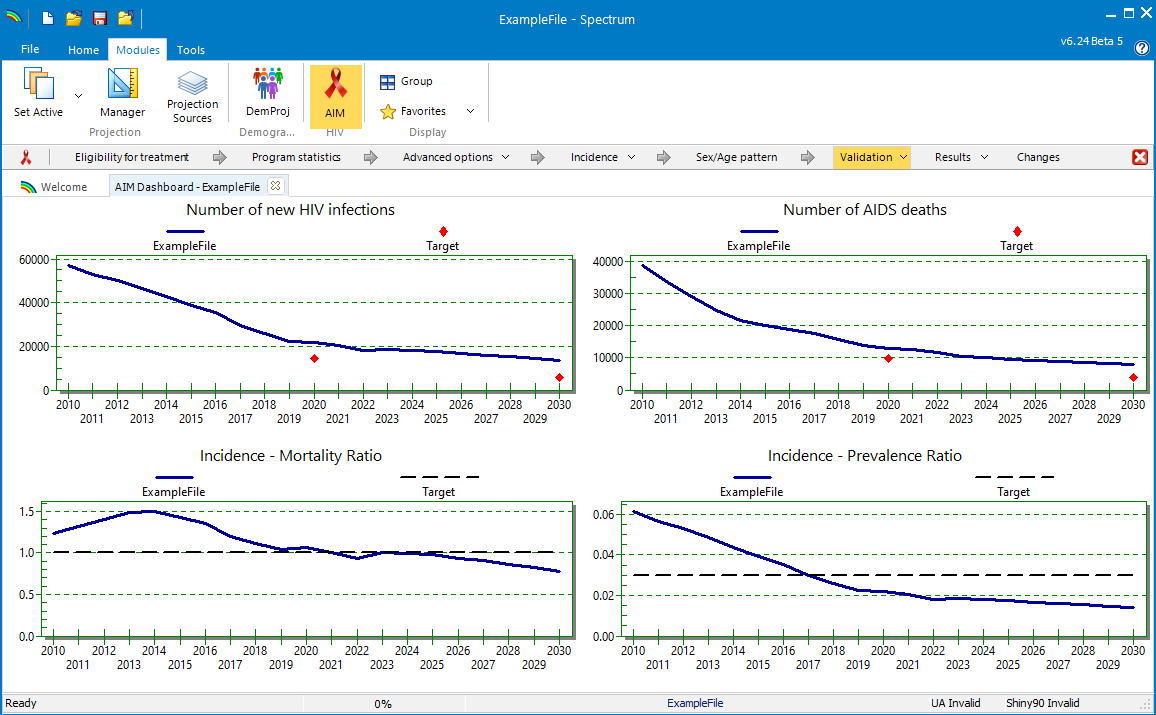 ExampleFile - Spectrum
File Home Modules Tools
v6.24 Beta 5
Set Active
Manager
Projection Sources
DemProj
AIM
Group
Favorites
Projection Demogra... HIV Display
Eligibility for treatment Program statistics Advanced options Incidence Sex/Age pattern Validation Results Changes
Welcome AIM Dashboard - ExampleFile
Number of new HIV infections
ExampleFile Target
60000
40000
20000
0
2010 2012 2014 2016 2018 2020 2022 2024 2026 2028 2030
2011 2013 2015 2017 2019 2021 2023 2025 2027 2029
Number of AIDS deaths
ExampleFile Target
40000
30000
20000
10000
0
2010 2012 2014 2016 2018 2020 2022 2024 2026 2028 2030
2011 2013 2015 2017 2019 2021 2023 2025 2027 2029
Incidence - Mortality Ratio
ExampleFile Target
1.5
1.0
0.5
0.0
2010 2012 2014 2016 2018 2020 2022 2024 2026 2028 2030
2011 2013 2015 2017 2019 2021 2023 2025 2027 2029
Incidence - Prevalence Ratio
ExampleFile Target
0.06
0.04
0.02
0.00
2010 2012 2014 2016 2018 2020 2022 2024 2026 2028 2030
2011 2013 2015 2017 2019 2021 2023 2025 2027 2029
Ready 0% ExampleFile UA Invalid Shiny90 Invalid